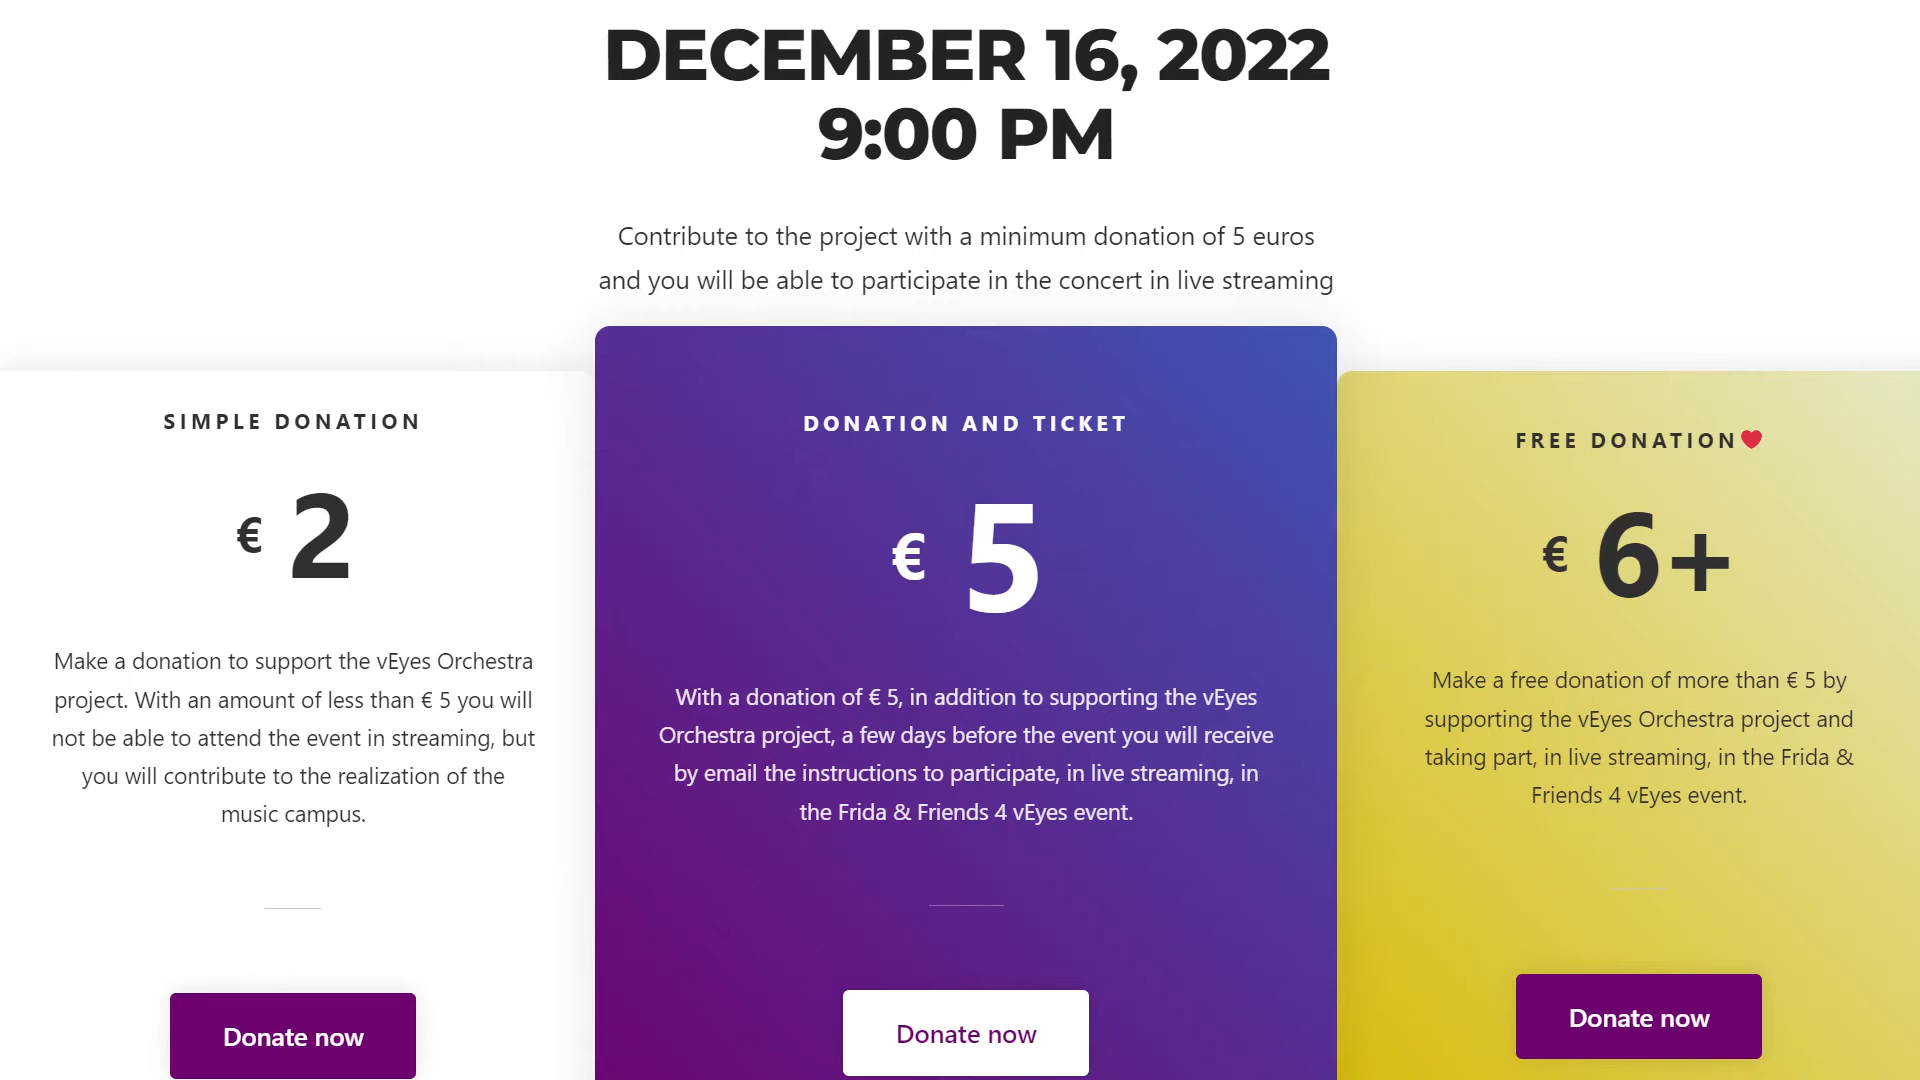 DECEMBER 16, 2022
9:00 PM
Contribute to the project with a minimum donation of 5 euros
and you will be able to participate in the concert in live streaming
SIMPLE DONATION
€ 2
Make a donation to support the vEyes Orchestra
project. With an amount of less than € 5 you will
not be able to attend the event in streaming, but
you will contribute to the realization of the
music campus.
Donate now
DONATION AND TICKET
€ 5
With a donation of € 5, in addition to supporting the vEyes
Orchestra project, a few days before the event you will receive
by email the instructions to participate, in live streaming, in
the Frida & Friends 4 vEyes event.
Donate now
FREE DONATION❤️
€ 6+
Make a free donation of more than € 5 by
supporting the vEyes Orchestra project and
taking part, in live streaming, in the Frida &
Friends 4 vEyes event.
Donate now